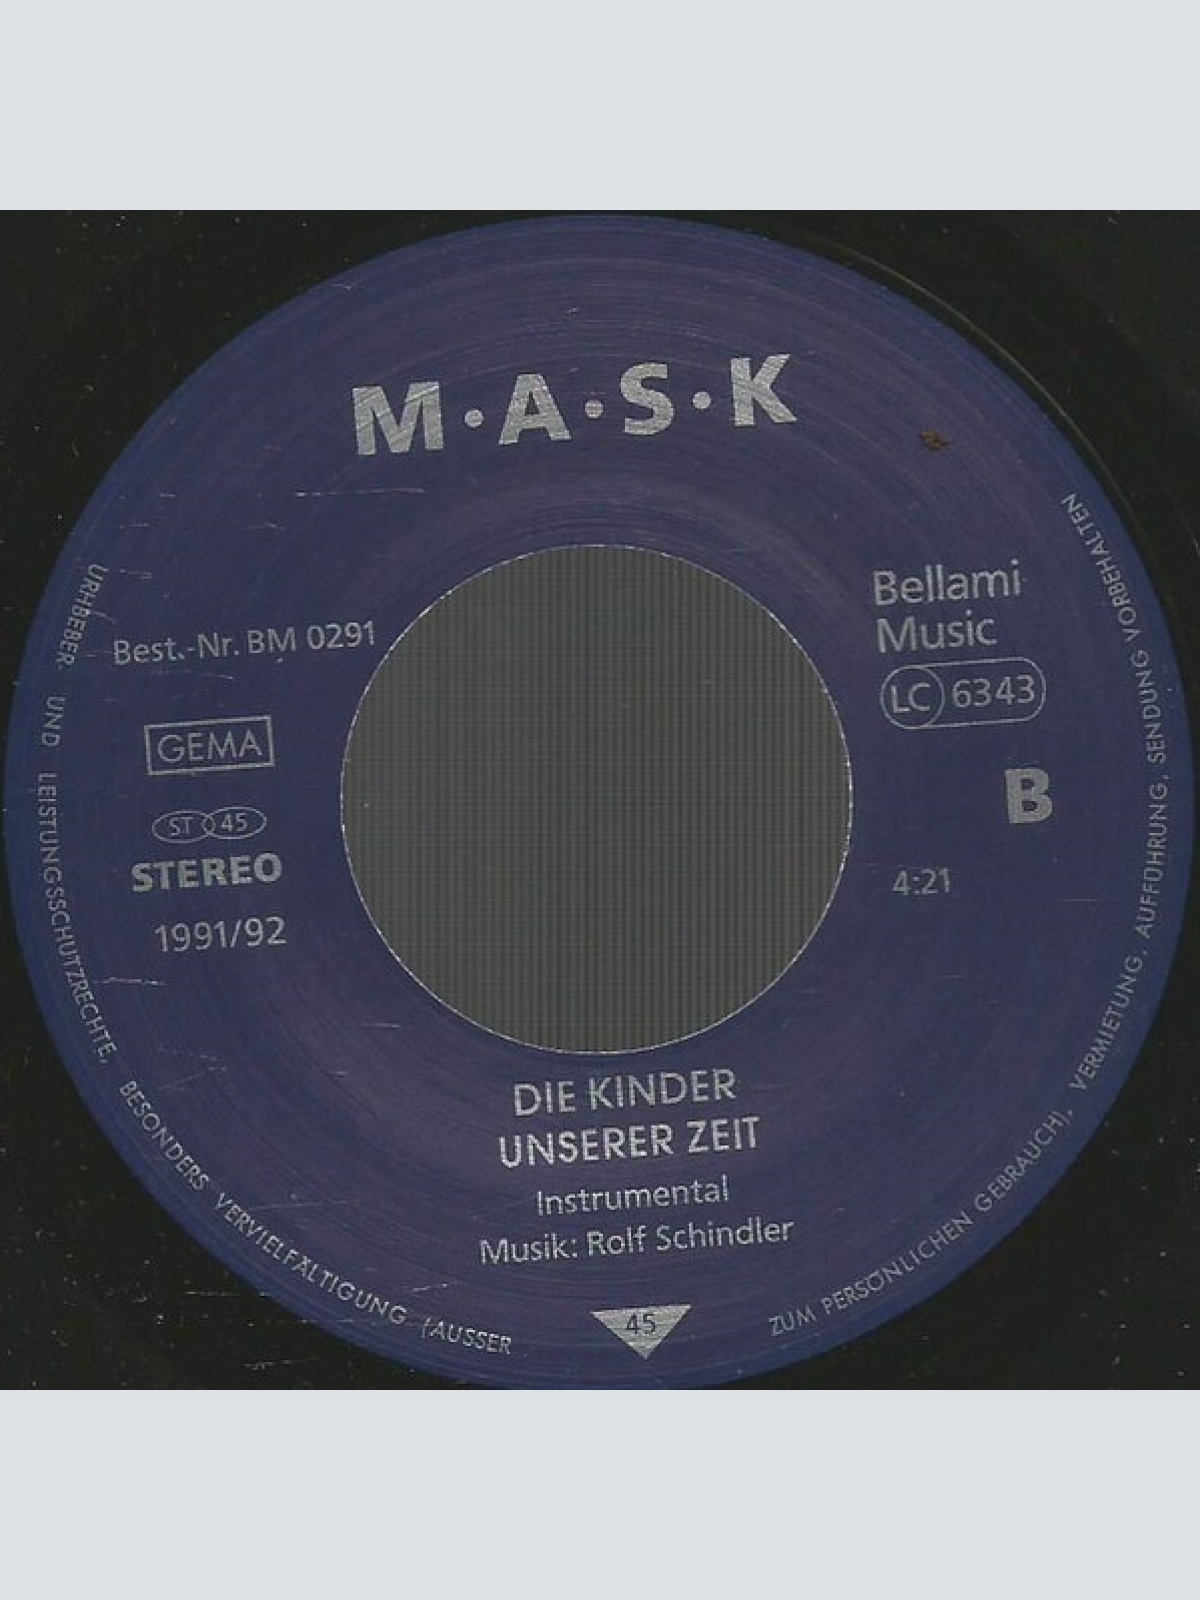 M·A·S·K
Best.-Nr. BM 0291
GEMA
ST 45
STEREO
1991/92
Bellami
Music
LC 6343
B
4:21
DIE KINDER
UNSERER ZEIT
Instrumental
Musik: Rolf Schindler
45
URHBEBER- UND LEISTUNGSSCHUTZRECHTE, BESONDERS VERVIELFÄLTIGUNG (AUSSER ZUM PERSÖNLICHEN GEBRAUCH), VERMIETUNG, AUFFÜHRUNG, SENDUNG VORBEHALTEN